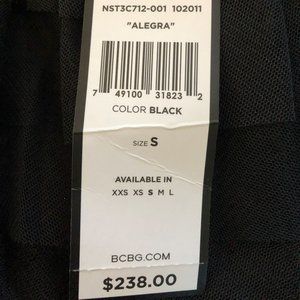 NST3C712-001 102011
"ALEGRA"
7 49100 31823 2
COLOR BLACK
SIZE S
AVAILABLE IN
XXS XS S M L
BCBG.COM
$238.00